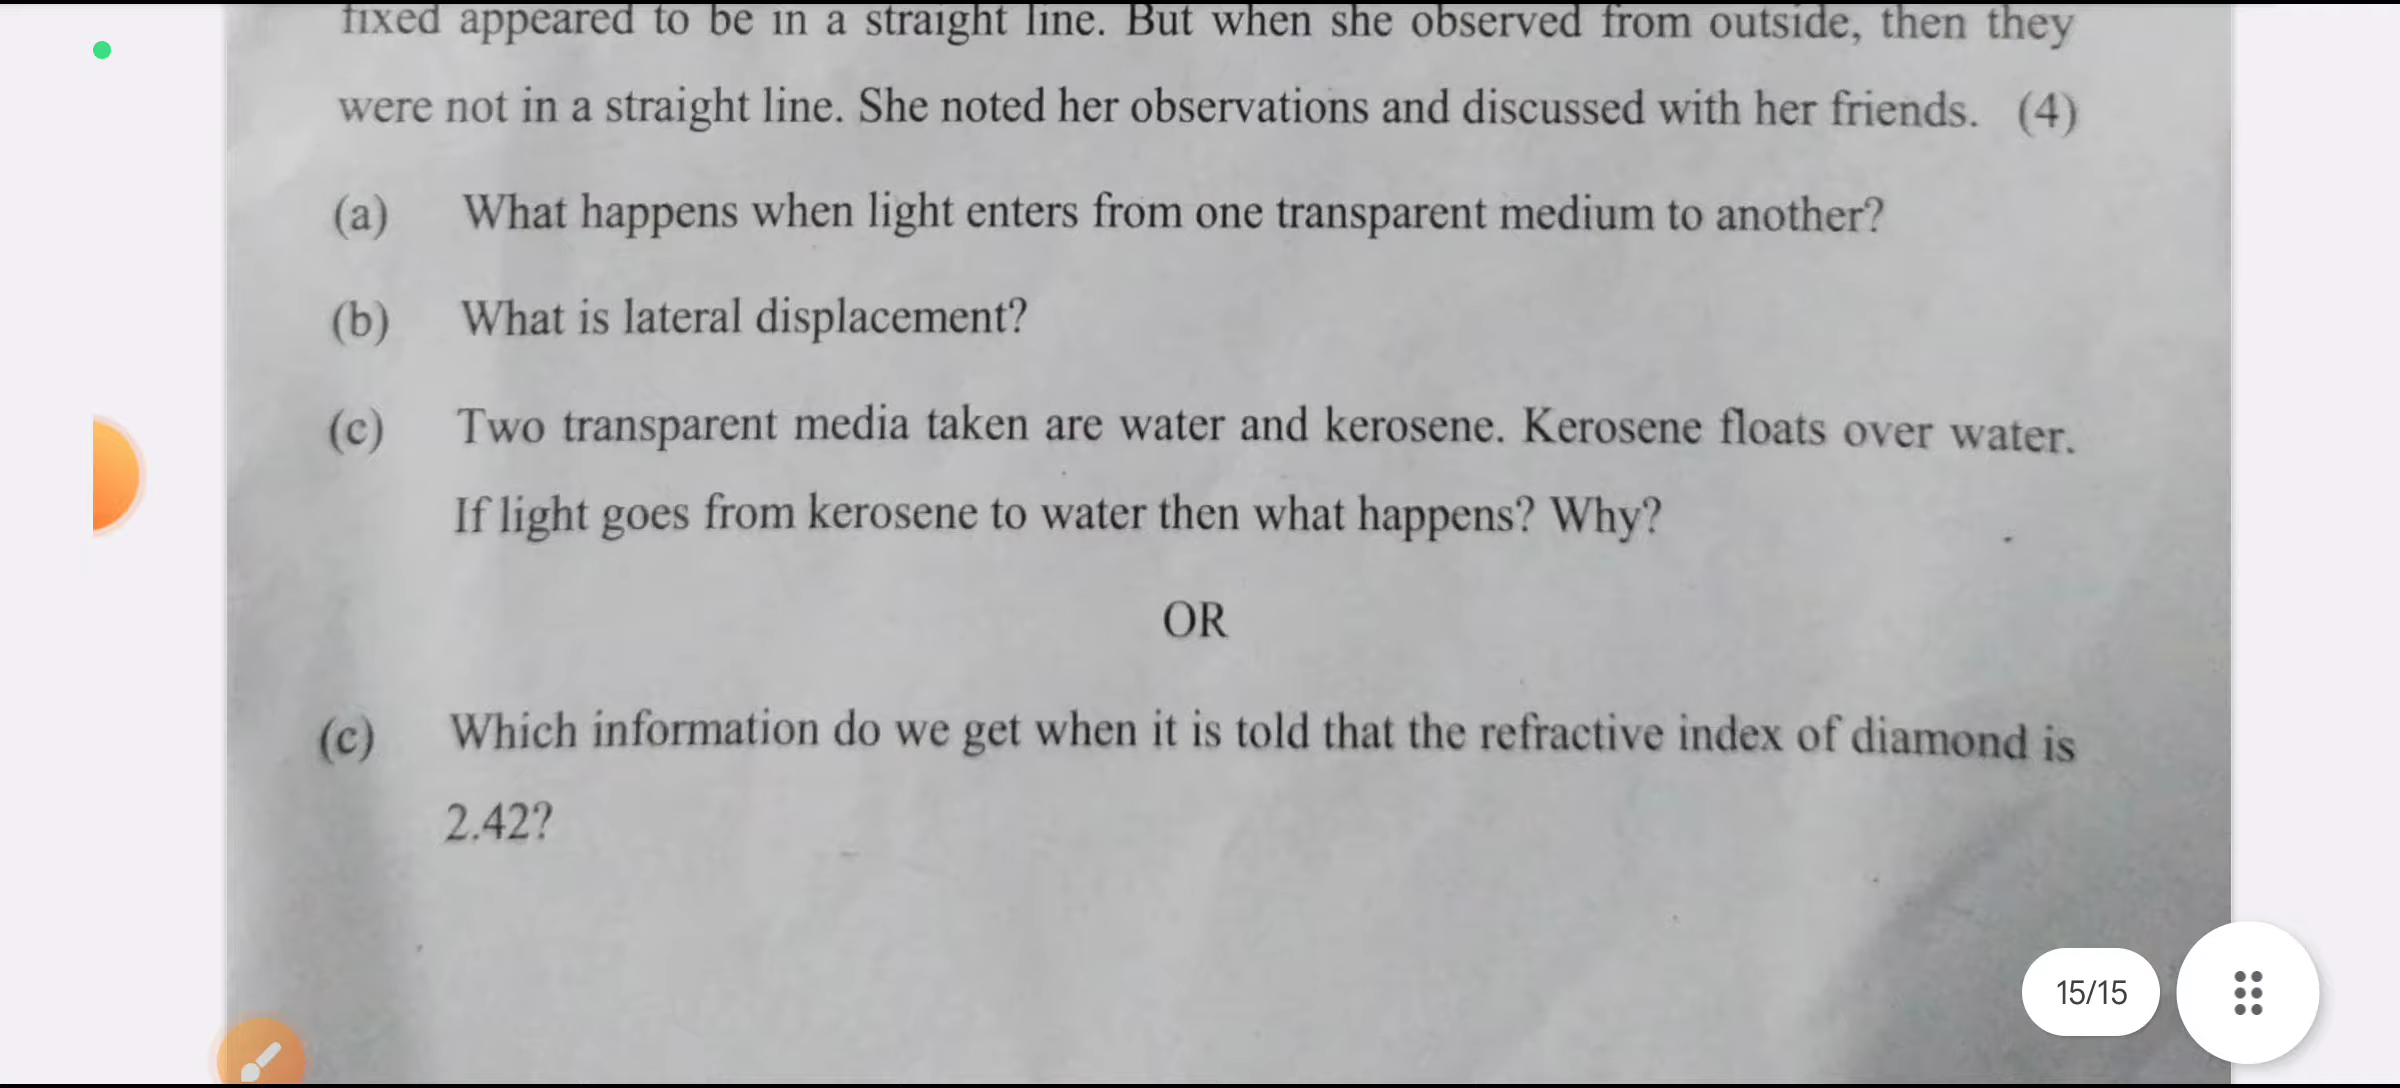 fixed appeared to be in a straight line. But when she observed from outside, then they
were not in a straight line. She noted her observations and discussed with her friends. (4)
(a) What happens when light enters from one transparent medium to another?
(b) What is lateral displacement?
(c) Two transparent media taken are water and kerosene. Kerosene floats over water.
If light goes from kerosene to water then what happens? Why?
OR
(c) Which information do we get when it is told that the refractive index of diamond is
2.42?
15/15